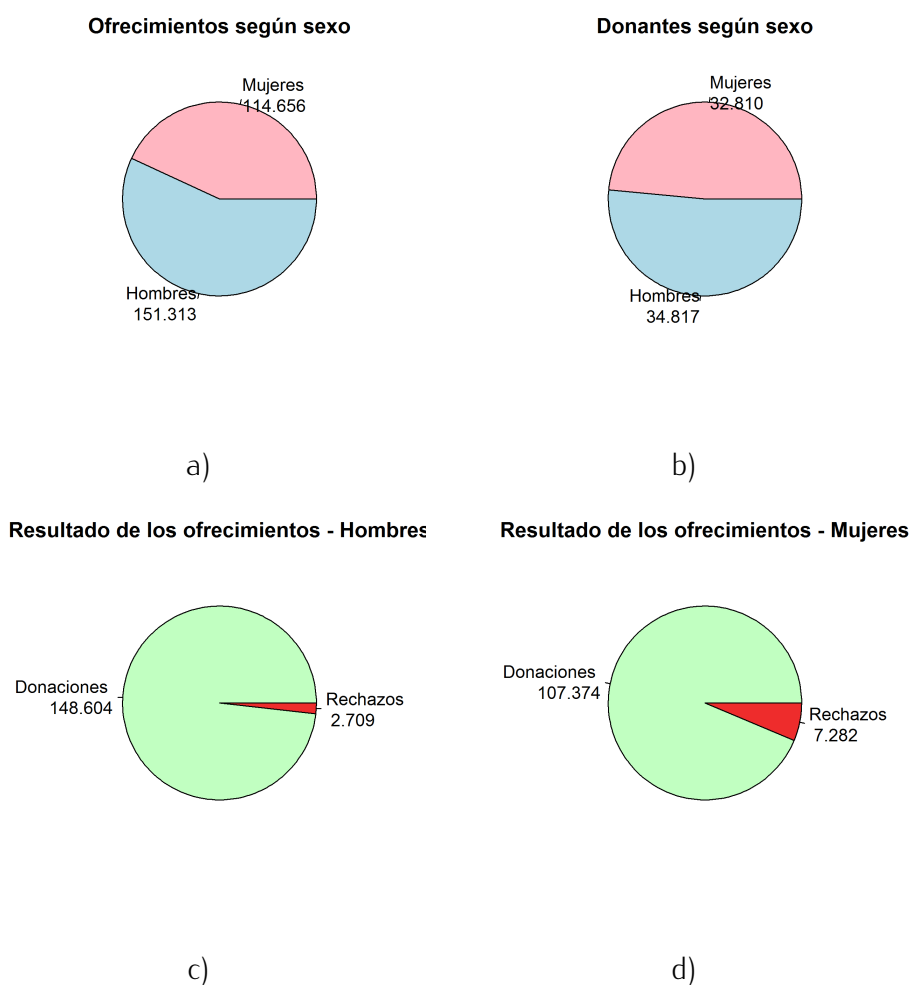 Ofrecimientos según sexo
Mujeres
114.656
Hombres
151.313
a)
Donantes según sexo
Mujeres
32.810
Hombres
34.817
b)
Resultado de los ofrecimientos - Hombres
Donaciones
148.604
Rechazos
2.709
c)
Resultado de los ofrecimientos - Mujeres
Donaciones
107.374
Rechazos
7.282
d)